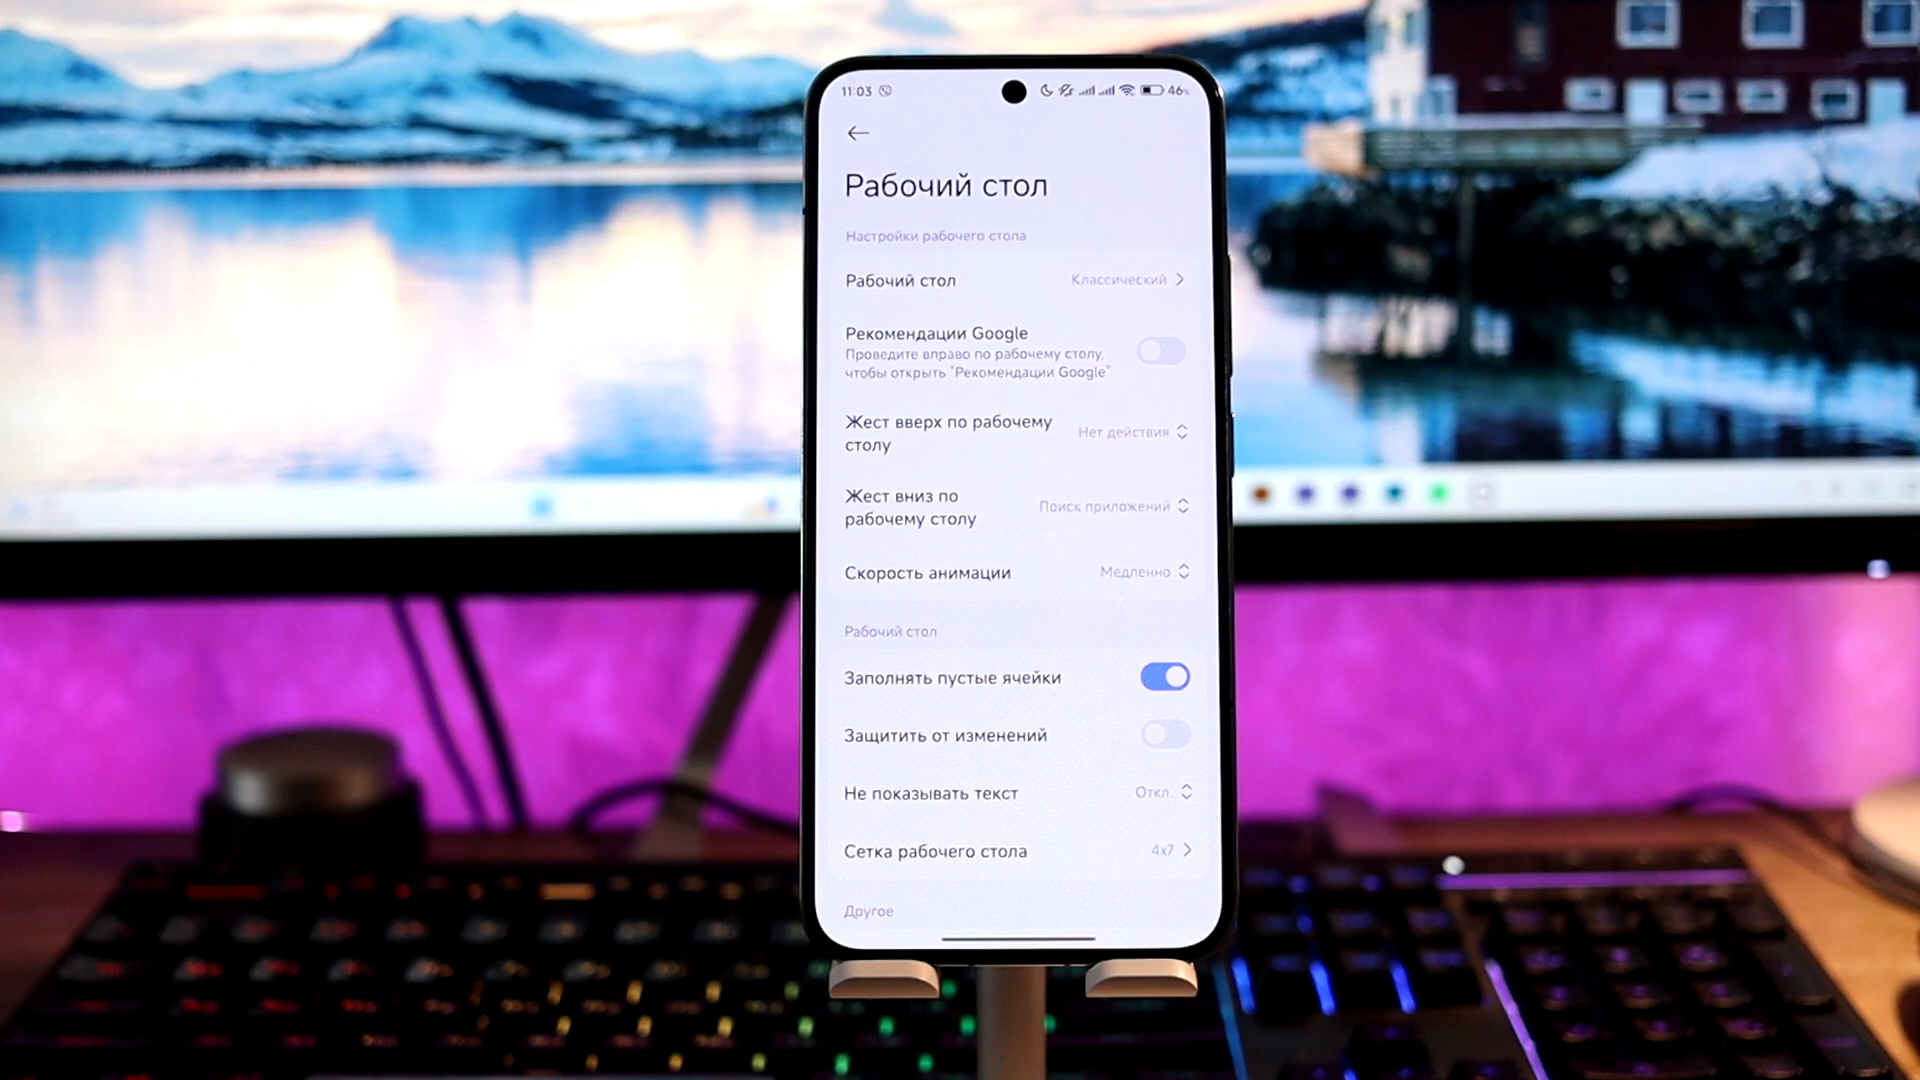 11:03
46%
Рабочий стол
Настройки рабочего стола
Рабочий стол Классический
Рекомендации Google
Проведите вправо по рабочему столу,
чтобы открыть "Рекомендации Google"
Жест вверх по рабочему
столу
Нет действия
Жест вниз по
рабочему столу
Поиск приложений
Скорость анимации Медленно
Рабочий стол
Заполнять пустые ячейки
Защитить от изменений
Не показывать текст Откл.
Сетка рабочего стола 4x7
Другое